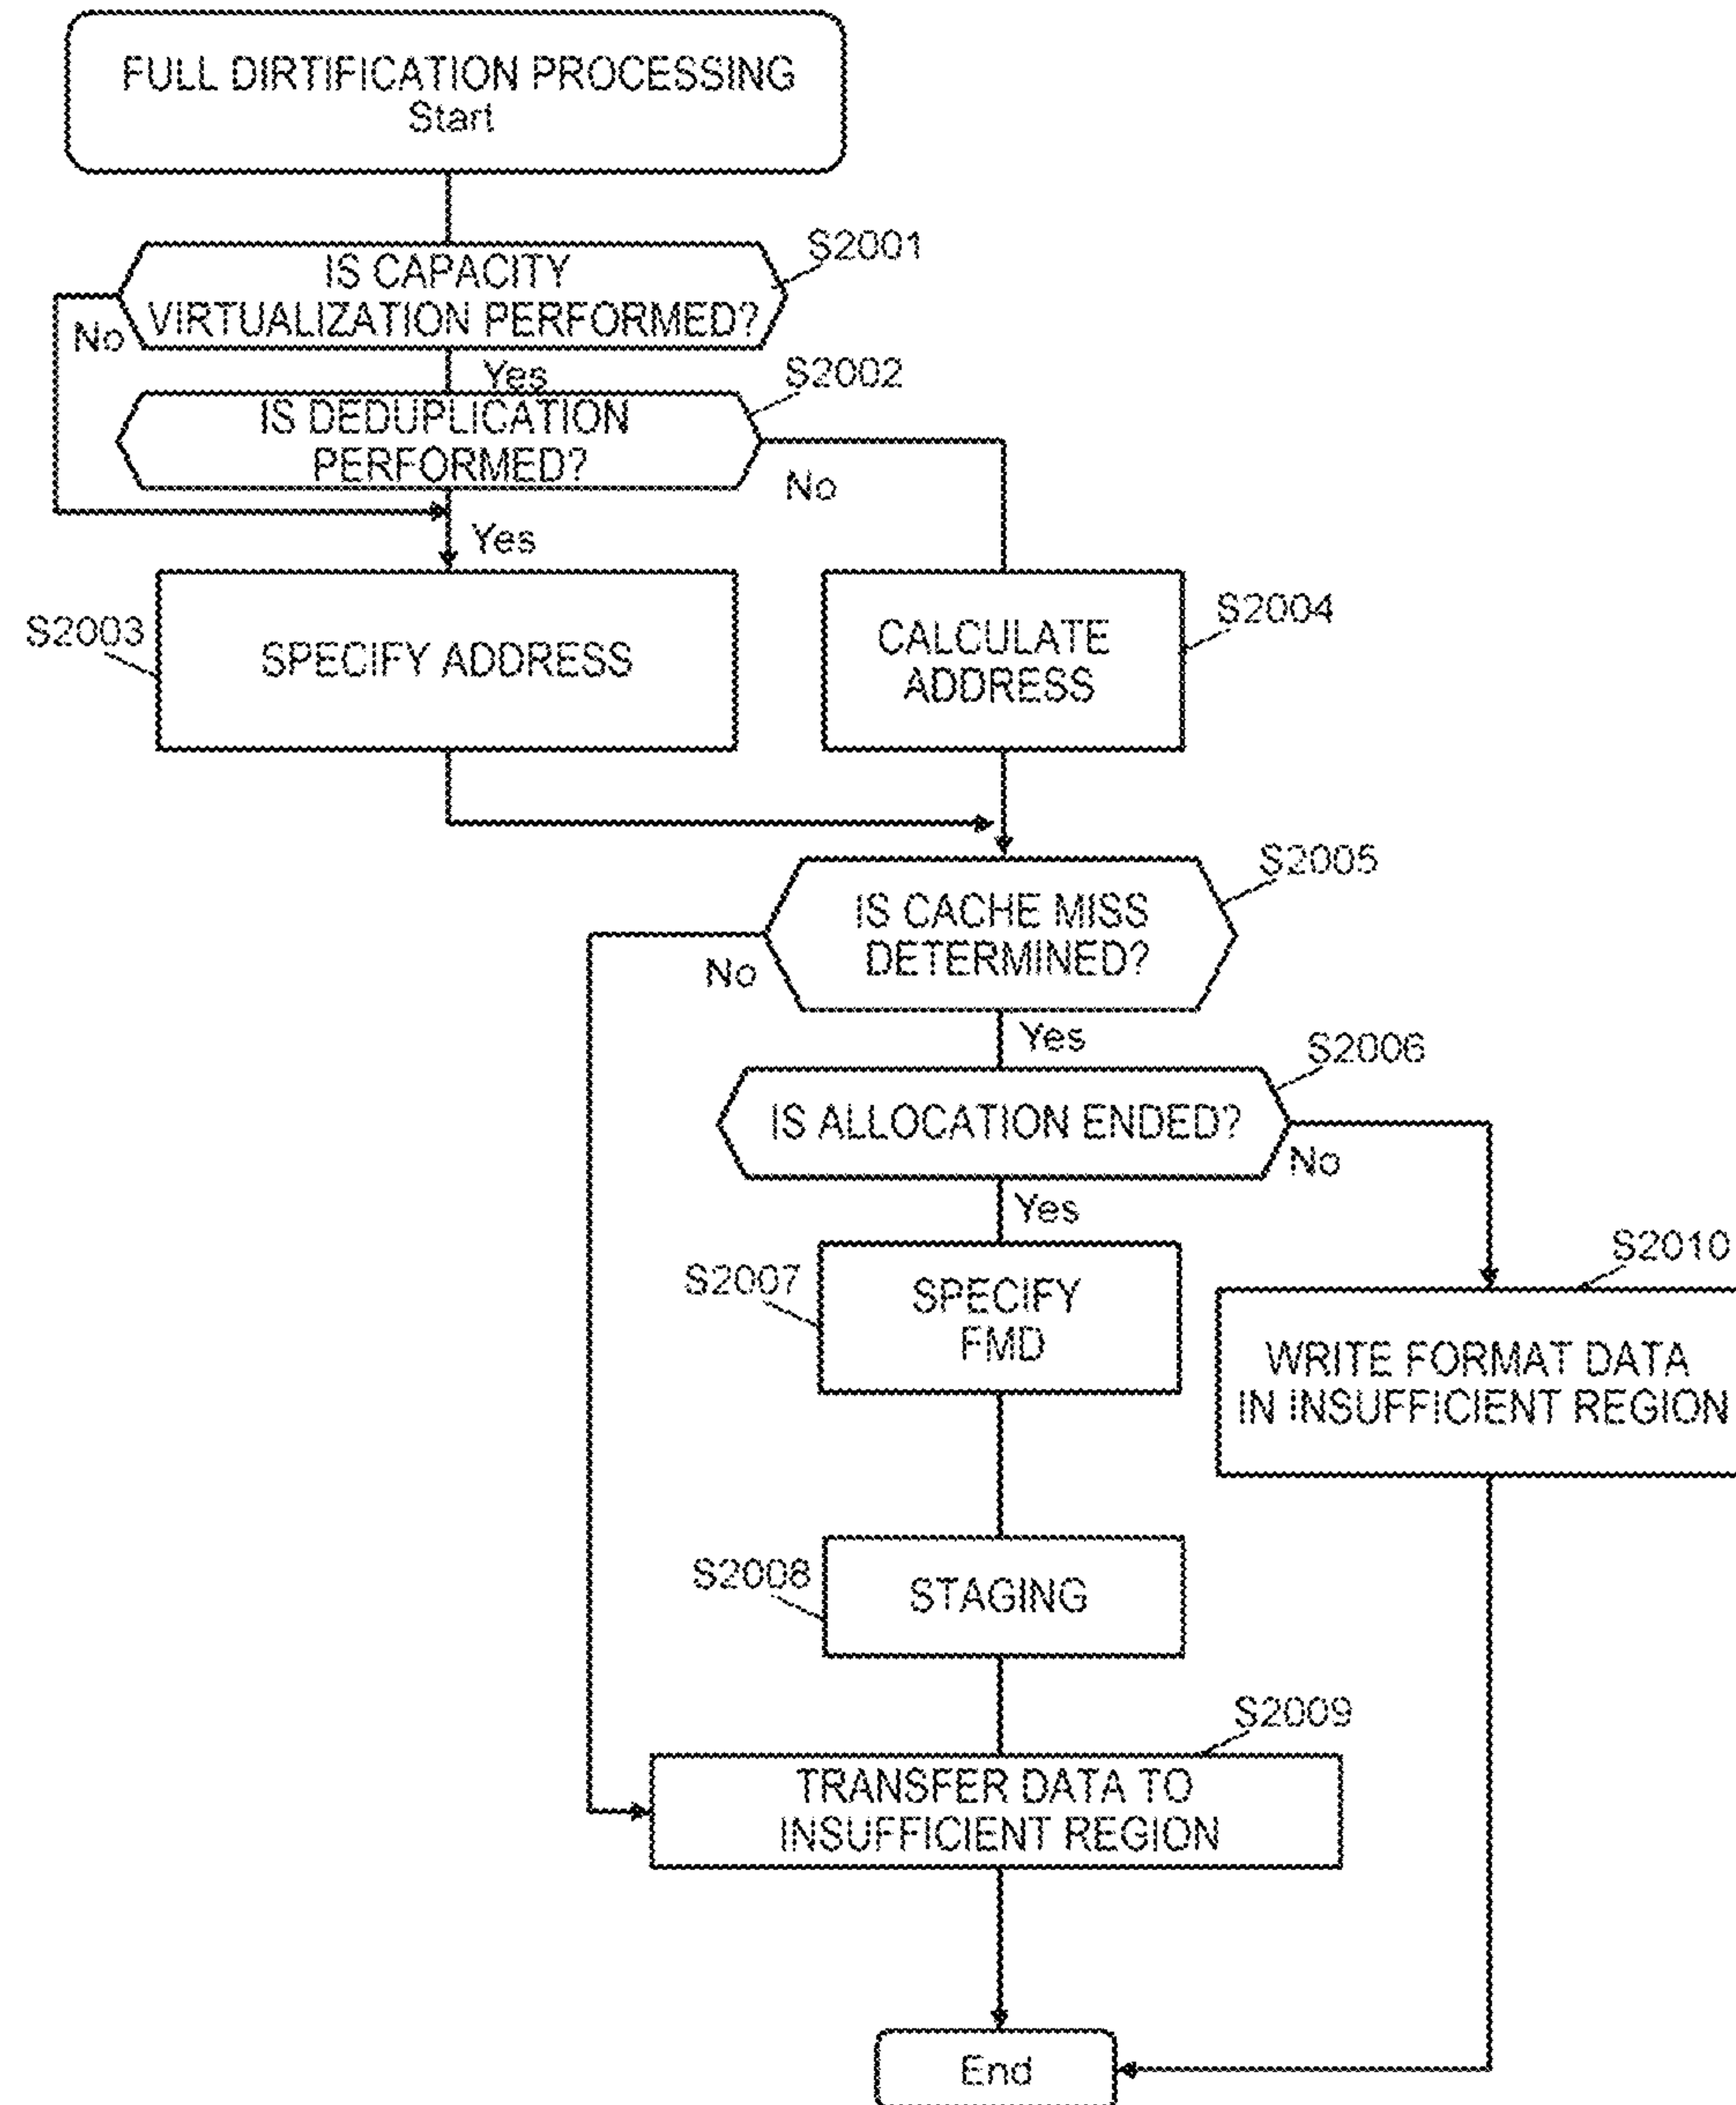 FULL DIRTIFICATION PROCESSING
Start
S2001
IS CAPACITY
VIRTUALIZATION PERFORMED?
No
Yes
S2002
IS DEDUPLICATION
PERFORMED?
No
Yes
S2003
SPECIFY ADDRESS
S2004
CALCULATE
ADDRESS
S2005
IS CACHE MISS
DETERMINED?
No
Yes
S2006
IS ALLOCATION ENDED?
No
Yes
S2007
SPECIFY
FMD
S2010
WRITE FORMAT DATA
IN INSUFFICIENT REGION
S2008
STAGING
S2009
TRANSFER DATA TO
INSUFFICIENT REGION
End